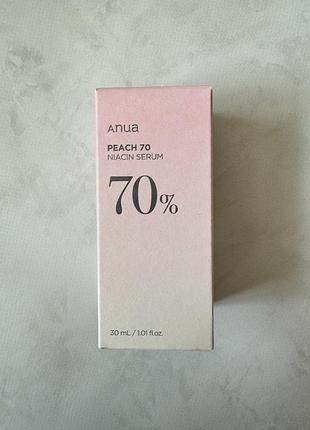 Anua
PEACH 70
NIACIN SERUM
70%
30 mL / 1.01 fl.oz.